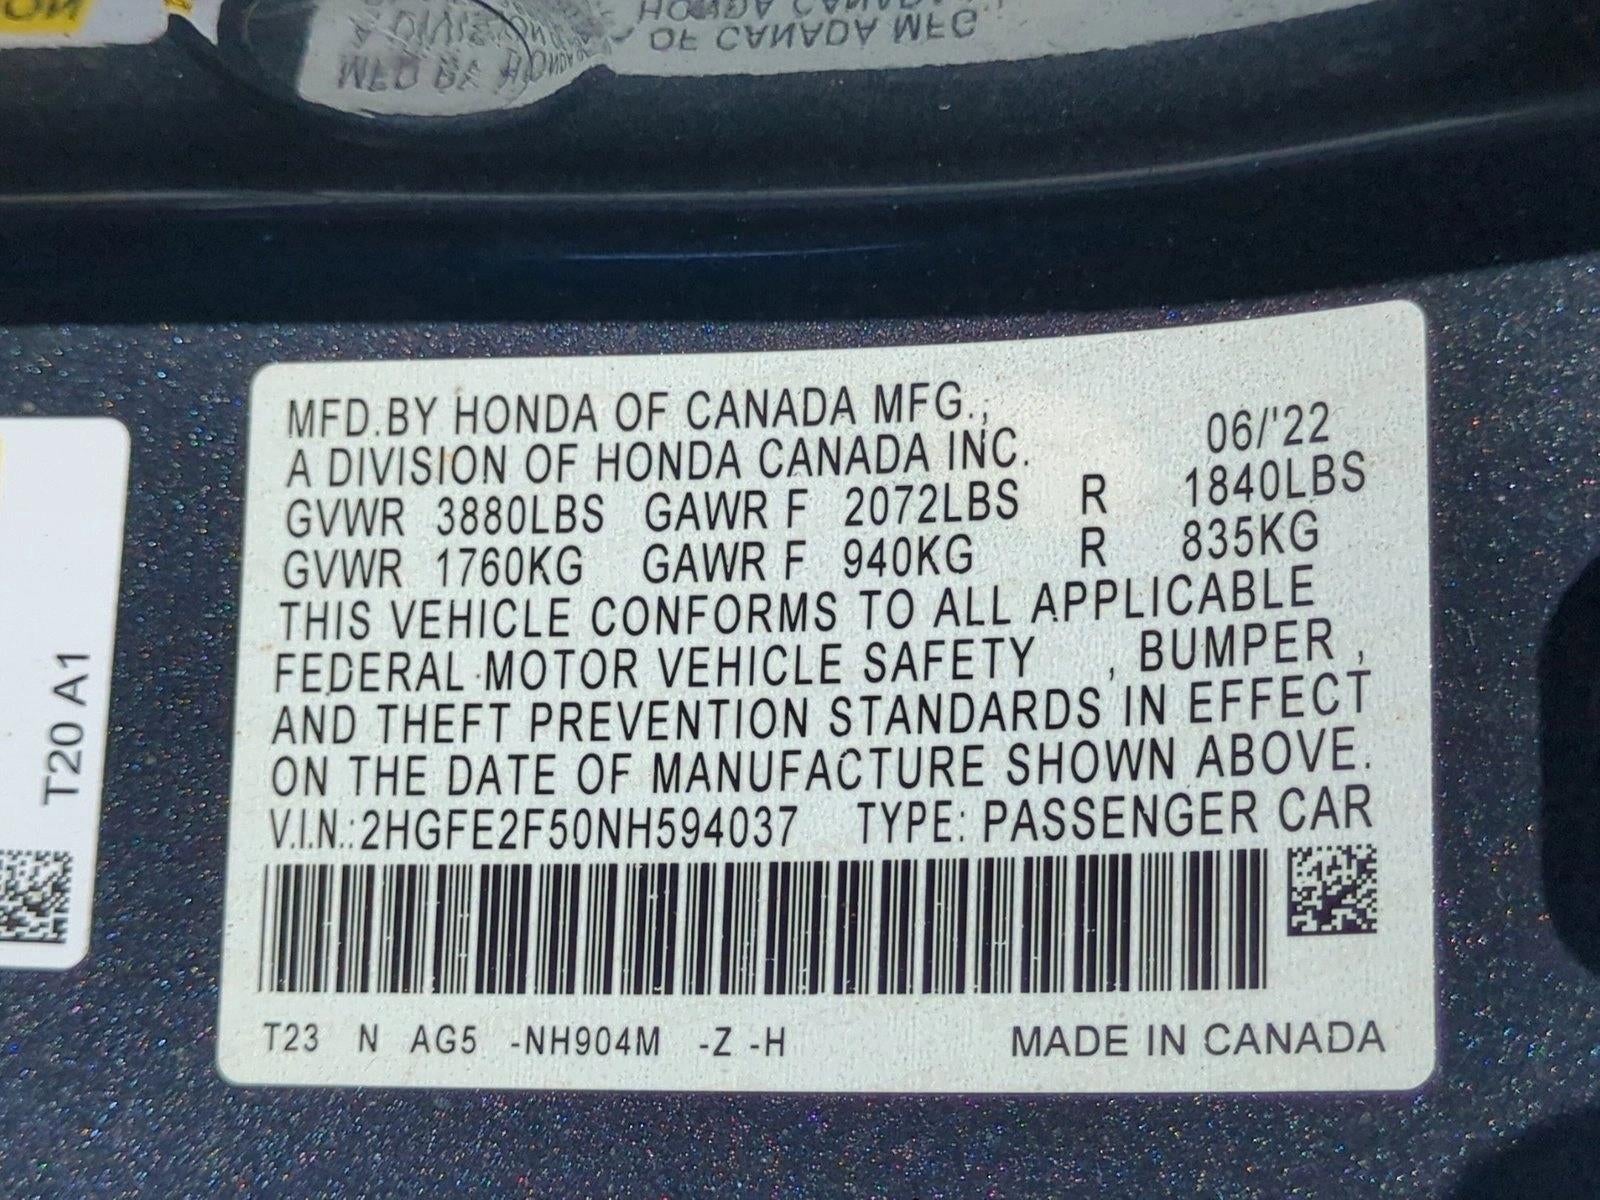 MFD.BY HONDA OF CANADA MFG.,
A DIVISION OF HONDA CANADA INC. 06/'22
GVWR 3880LBS GAWR F 2072LBS R 1840LBS
GVWR 1760KG GAWR F 940KG R 835KG
THIS VEHICLE CONFORMS TO ALL APPLICABLE
FEDERAL MOTOR VEHICLE SAFETY , BUMPER ,
AND THEFT PREVENTION STANDARDS IN EFFECT
ON THE DATE OF MANUFACTURE SHOWN ABOVE.
V.I.N.:2HGFE2F50NH594037 TYPE: PASSENGER CAR
T23 N AG5 -NH904M -Z -H MADE IN CANADA
T20 A1